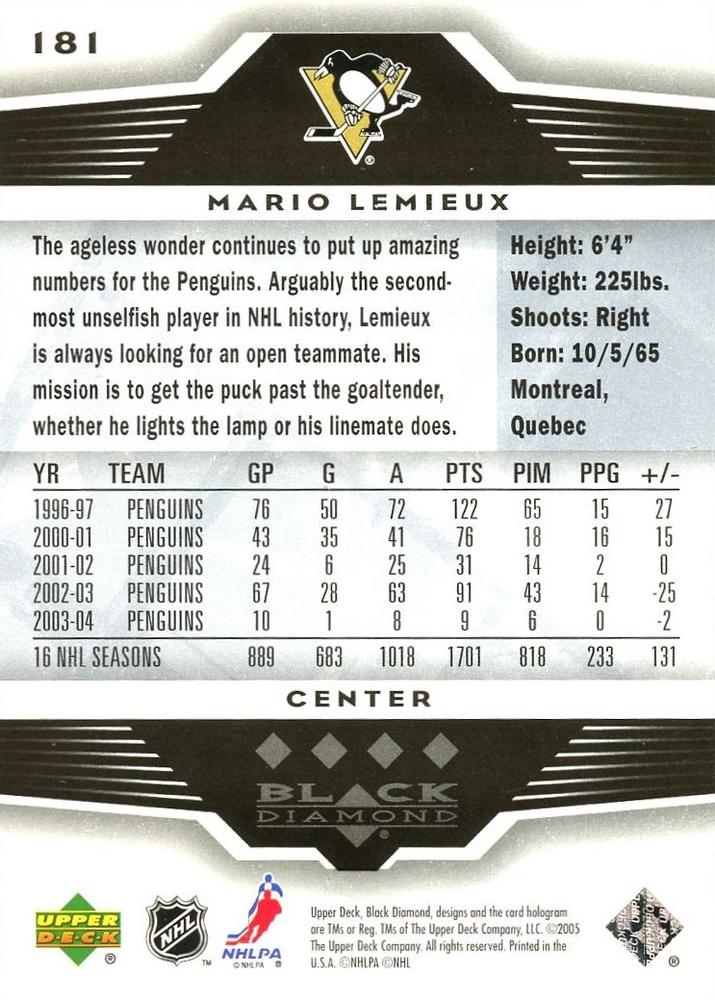 181
MARIO LEMIEUX
The ageless wonder continues to put up amazing
numbers for the Penguins. Arguably the second-
most unselfish player in NHL history, Lemieux
is always looking for an open teammate. His
mission is to get the puck past the goaltender,
whether he lights the lamp or his linemate does.
Height: 6'4"
Weight: 225lbs.
Shoots: Right
Born: 10/5/65
Montreal,
Quebec
YR TEAM GP G A PTS PIM PPG +/-
1996-97 PENGUINS 76 50 72 122 65 15 27
2000-01 PENGUINS 43 35 41 76 18 16 15
2001-02 PENGUINS 24 6 25 31 14 2 0
2002-03 PENGUINS 67 28 63 91 43 14 -25
2003-04 PENGUINS 10 1 8 9 6 0 -2
16 NHL SEASONS 889 683 1018 1701 818 233 131
CENTER
BLACK
DIAMOND
®
UPPER
DECK
®
NHL
™
NHLPA
©NHLPA ®
Upper Deck, Black Diamond, designs and the card hologram
are TMs or Reg. TMs of The Upper Deck Company, LLC. ©2005
The Upper Deck Company. All rights reserved. Printed in the
U.S.A. ©NHLPA ©NHL
®